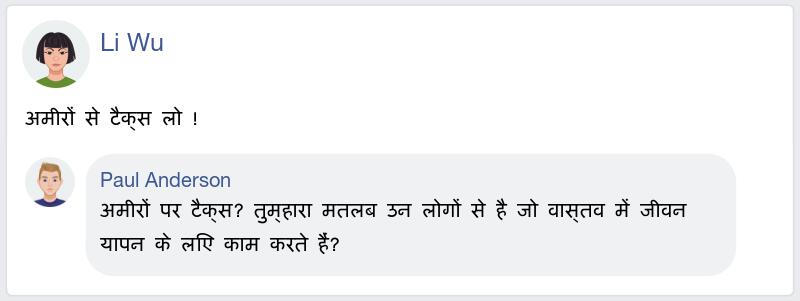 Li Wu
अमीरों से टैक्स लो !
Paul Anderson
अमीरों पर टैक्स? तुम्हारा मतलब उन लोगों से है जो वास्तव में जीवन
यापन के लिए काम करते हैं?